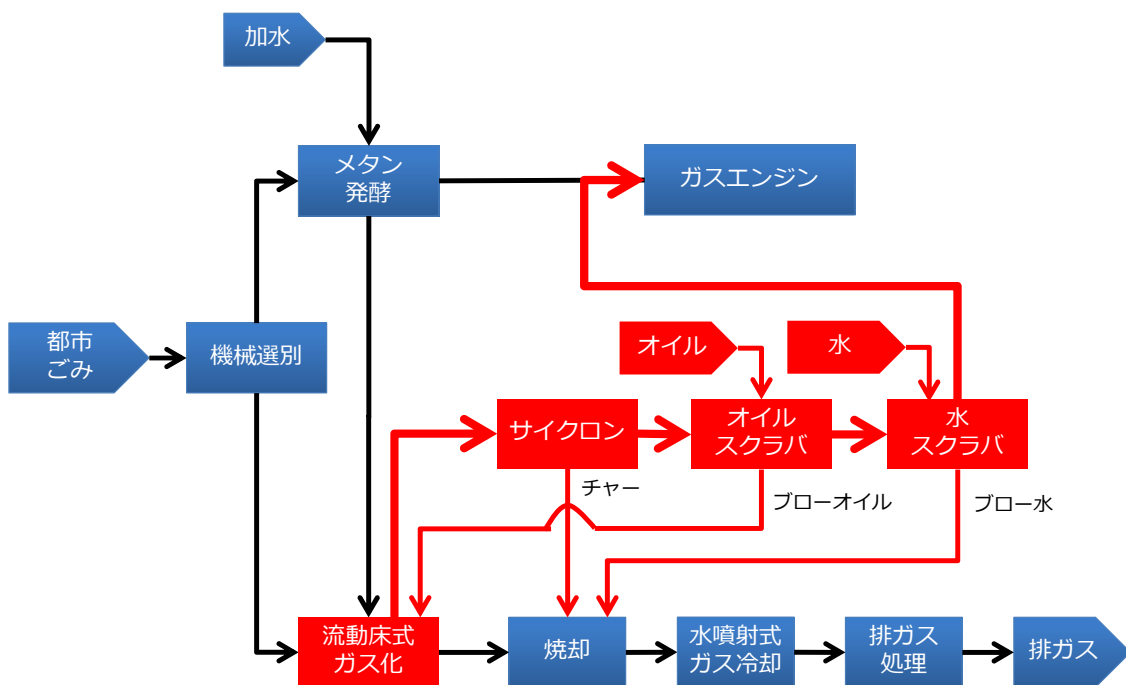 加水
メタン
発酵
ガスエンジン
都市
ごみ
機械選別
オイル
水
サイクロン
オイル
スクラバ
水
スクラバ
チャー
ブローオイル
ブロー水
流動床式
ガス化
焼却
水噴射式
ガス冷却
排ガス
処理
排ガス